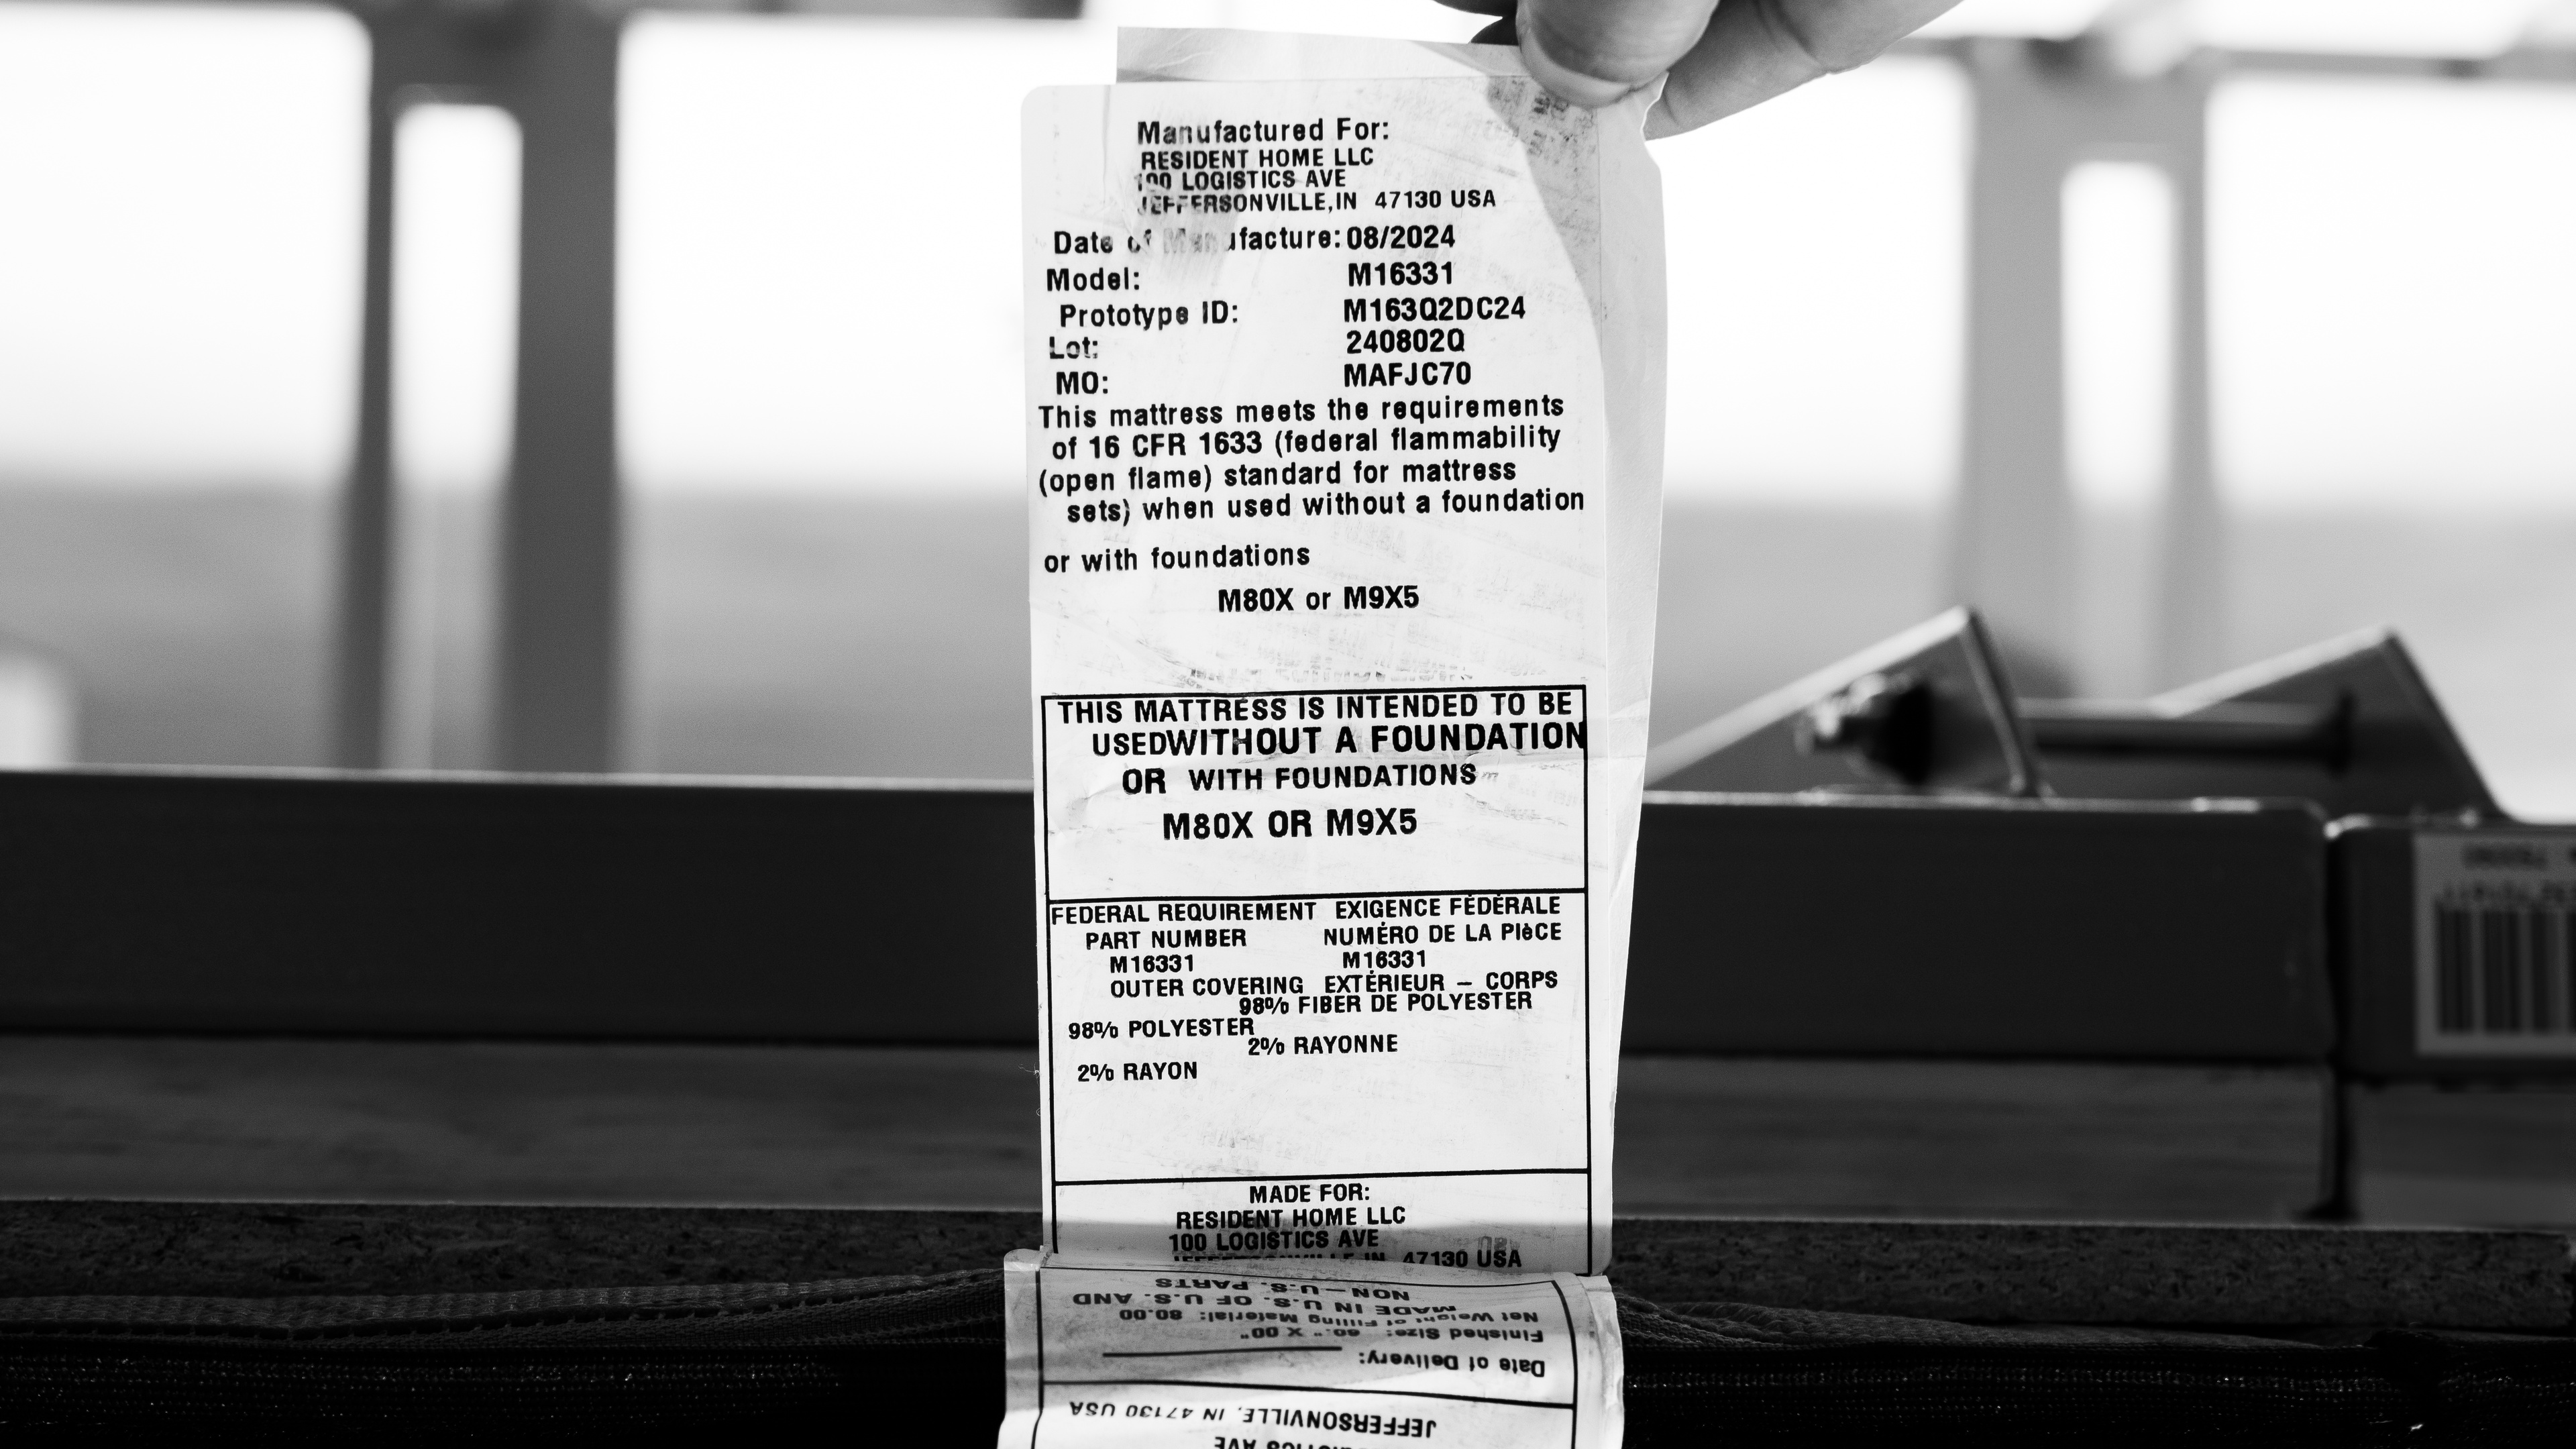 Manufactured For:
RESIDENT HOME LLC
100 LOGISTICS AVE
JEFFERSONVILLE,IN 47130 USA
Date of Manufacture: 08/2024
Model: M16331
Prototype ID: M163Q2DC24
Lot: 240802Q
MO: MAFJC70
This mattress meets the requirements
of 16 CFR 1633 (federal flammability
(open flame) standard for mattress
sets) when used without a foundation
or with foundations
M80X or M9X5
THIS MATTRESS IS INTENDED TO BE
USEDWITHOUT A FOUNDATION
OR WITH FOUNDATIONS
M80X OR M9X5
FEDERAL REQUIREMENT EXIGENCE FÉDÉRALE
PART NUMBER NUMÉRO DE LA PIèCE
M16331 M16331
OUTER COVERING EXTÉRIEUR – CORPS
98% FIBER DE POLYESTER
98% POLYESTER
2% RAYONNE
2% RAYON
MADE FOR:
RESIDENT HOME LLC
100 LOGISTICS AVE
47130 USA
NON-U.S. PARTS
MADE IN U.S. OF U.S. AND
Net Weight of Filling Material: 80.00
Finished Size:
Date of Delivery:
JEFFERSONVILLE, IN 47130 USA
AVE